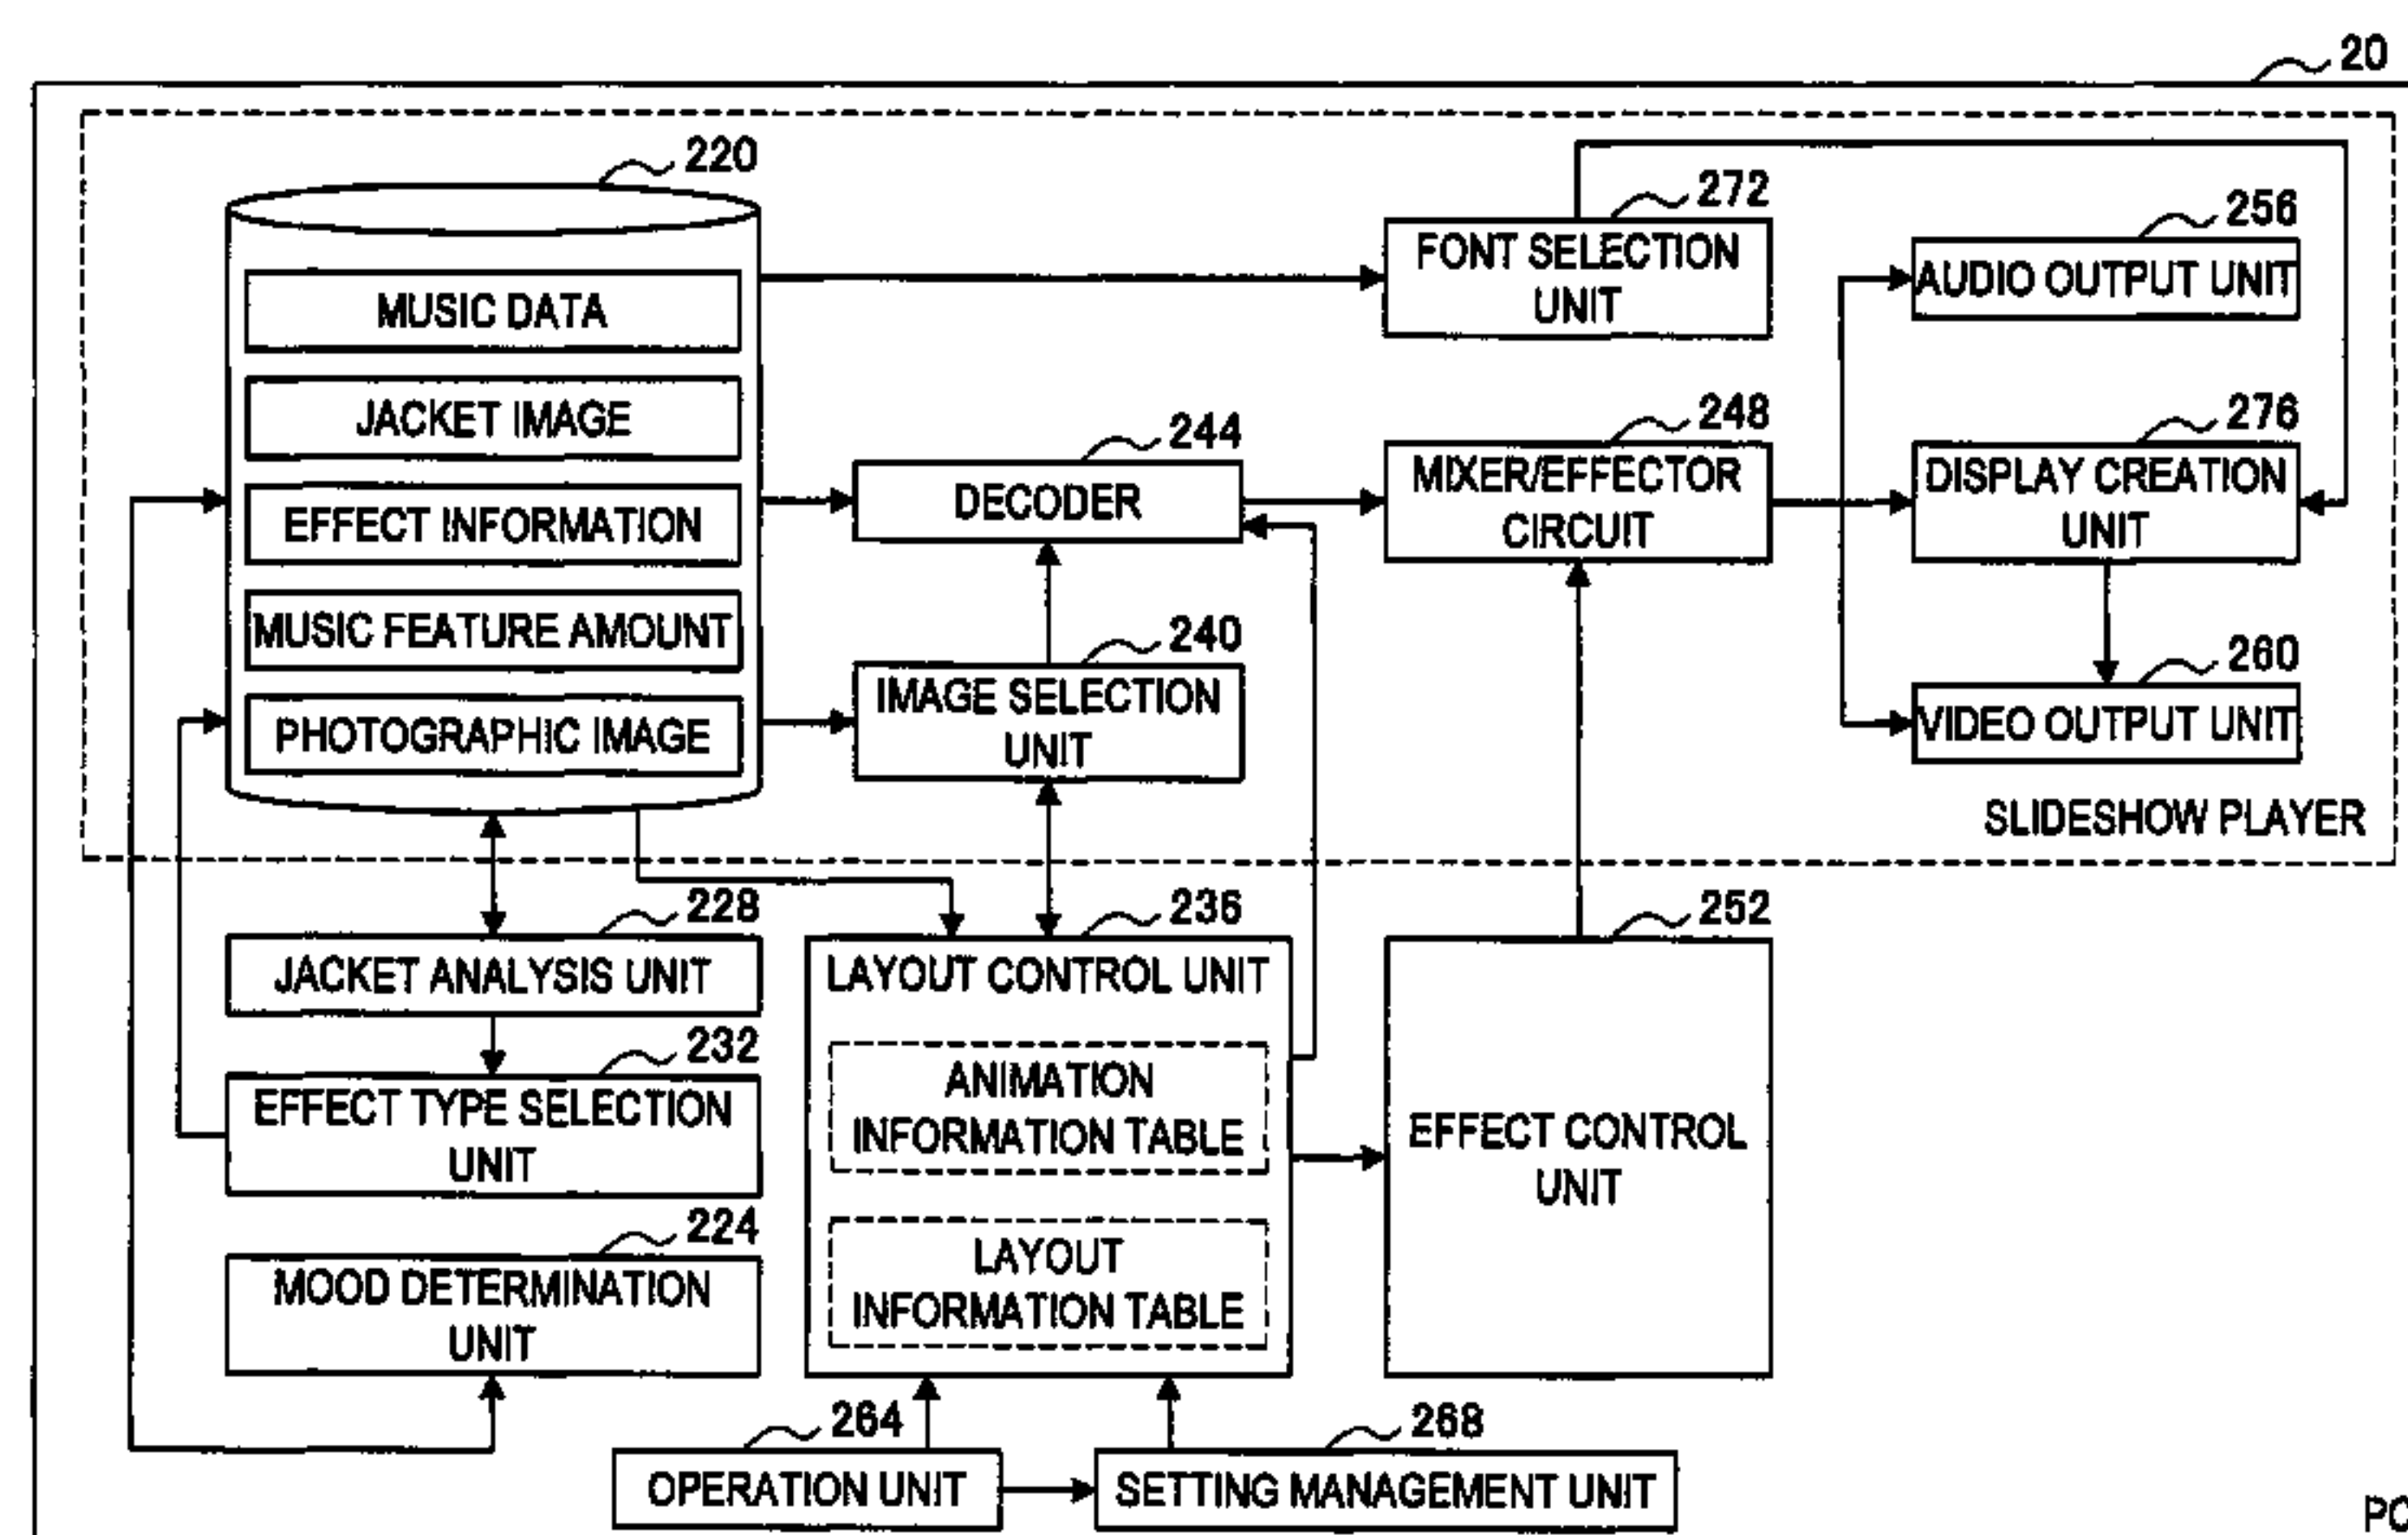 20
220
272
256
FONT SELECTION
UNIT
AUDIO OUTPUT UNIT
MUSIC DATA
JACKET IMAGE
244
248
276
DECODER
MIXER/EFFECTOR
CIRCUIT
DISPLAY CREATION
UNIT
EFFECT INFORMATION
MUSIC FEATURE AMOUNT
240
260
IMAGE SELECTION
UNIT
VIDEO OUTPUT UNIT
PHOTOGRAPHIC IMAGE
SLIDESHOW PLAYER
228
236
252
JACKET ANALYSIS UNIT
LAYOUT CONTROL UNIT
232
ANIMATION
INFORMATION TABLE
EFFECT TYPE SELECTION
UNIT
EFFECT CONTROL
UNIT
224
LAYOUT
INFORMATION TABLE
MOOD DETERMINATION
UNIT
264
268
OPERATION UNIT
SETTING MANAGEMENT UNIT